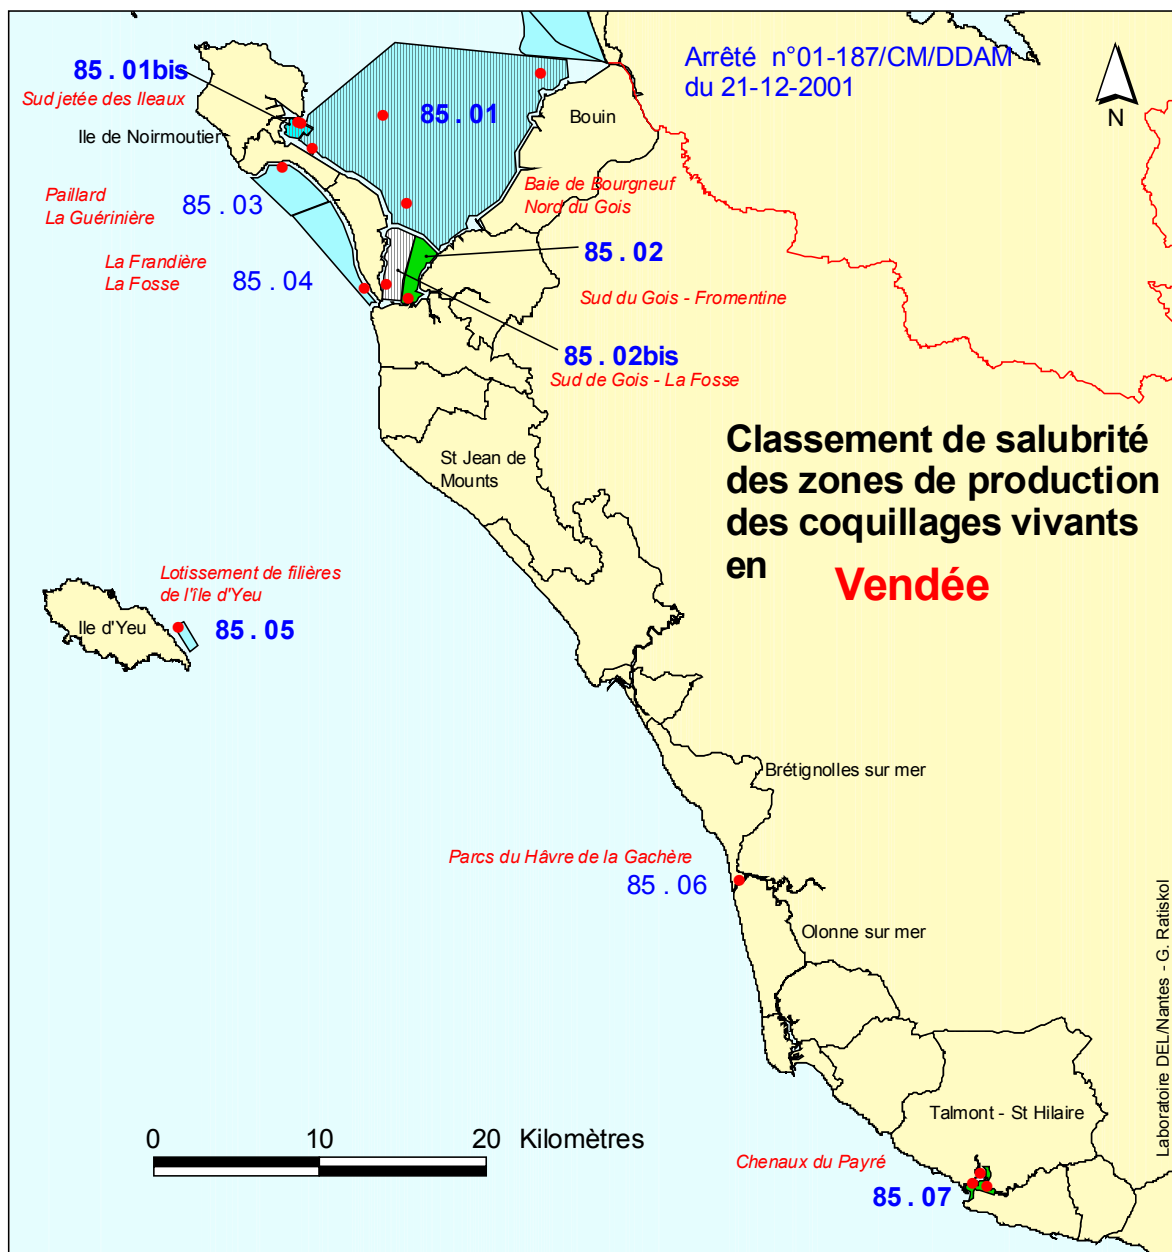 Arrêté n°01-187/CM/DDAM
du 21-12-2001
N
85 . 01bis
Sud jetée des Ileaux
Ile de Noirmoutier
85 . 01
Bouin
Paillard
La Guérinière
85 . 03
Baie de Bourgneuf
Nord du Gois
85 . 02
La Frandière
La Fosse
85 . 04
Sud du Gois - Fromentine
85 . 02bis
Sud de Gois - La Fosse
Classement de salubrité
des zones de production
des coquillages vivants
en
Vendée
St Jean de
Mounts
Lotissement de filières
de l'île d'Yeu
Ile d'Yeu
85 . 05
Brétignolles sur mer
Parcs du Hâvre de la Gachère
85 . 06
Olonne sur mer
Talmont - St Hilaire
0 10 20 Kilomètres
Chenaux du Payré
85 . 07
Laboratoire DEL/Nantes - G. Ratiskol